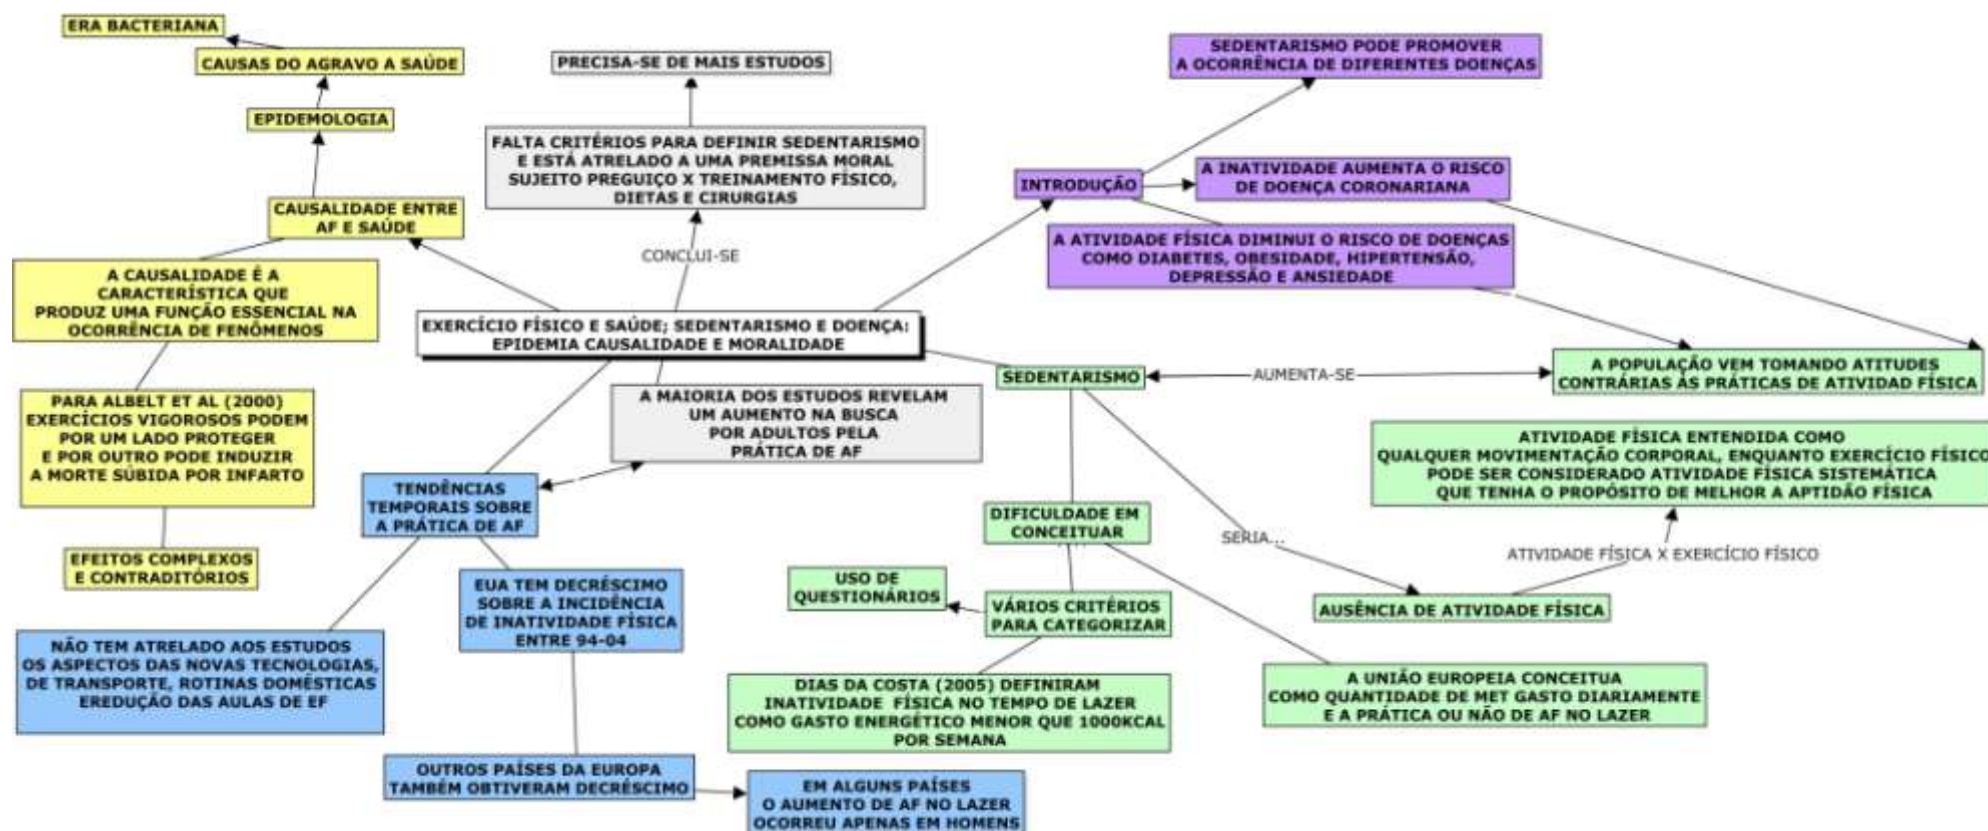 ERA BACTERIANA
CAUSAS DO AGRAVO A SAÚDE
EPIDEMOLOGIA
CAUSALIDADE ENTRE
AF E SAÚDE
A CAUSALIDADE É A
CARACTERÍSTICA QUE
PRODUZ UMA FUNÇÃO ESSENCIAL NA
OCORRÊNCIA DE FENÔMENOS
PARA ALBELT ET AL (2000)
EXERCÍCIOS VIGOROSOS PODEM
POR UM LADO PROTEGER
E POR OUTRO PODE INDUZIR
A MORTE SÚBIDA POR INFARTO
EFEITOS COMPLEXOS
E CONTRADITÓRIOS
PRECISA-SE DE MAIS ESTUDOS
FALTA CRITÉRIOS PARA DEFINIR SEDENTARISMO
E ESTÁ ATRELADO A UMA PREMISSA MORAL
SUJEITO PREGUIÇO X TREINAMENTO FÍSICO,
DIETAS E CIRURGIAS
CONCLUI-SE
EXERCÍCIO FÍSICO E SAÚDE; SEDENTARISMO E DOENÇA:
EPIDEMIA CAUSALIDADE E MORALIDADE
A MAIORIA DOS ESTUDOS REVELAM
UM AUMENTO NA BUSCA
POR ADULTOS PELA
PRÁTICA DE AF
TENDÊNCIAS
TEMPORAIS SOBRE
A PRÁTICA DE AF
NÃO TEM ATRELADO AOS ESTUDOS
OS ASPECTOS DAS NOVAS TECNOLOGIAS,
DE TRANSPORTE, ROTINAS DOMÉSTICAS
EREDUÇÃO DAS AULAS DE EF
EUA TEM DECRÉSCIMO
SOBRE A INCIDÊNCIA
DE INATIVIDADE FÍSICA
ENTRE 94-04
OUTROS PAÍSES DA EUROPA
TAMBÉM OBTIVERAM DECRÉSCIMO
EM ALGUNS PAÍSES
O AUMENTO DE AF NO LAZER
OCORREU APENAS EM HOMENS
SEDENTARISMO PODE PROMOVER
A OCORRÊNCIA DE DIFERENTES DOENÇAS
INTRODUÇÃO
A INATIVIDADE AUMENTA O RISCO
DE DOENÇA CORONARIANA
A ATIVIDADE FÍSICA DIMINUI O RISCO DE DOENÇAS
COMO DIABETES, OBESIDADE, HIPERTENSÃO,
DEPRESSÃO E ANSIEDADE
SEDENTARISMO
AUMENTA-SE
A POPULAÇÃO VEM TOMANDO ATITUDES
CONTRÁRIAS ÀS PRÁTICAS DE ATIVIDAD FÍSICA
ATIVIDADE FÍSICA ENTENDIDA COMO
QUALQUER MOVIMENTAÇÃO CORPORAL, ENQUANTO EXERCÍCIO FÍSICO
PODE SER CONSIDERADO ATIVIDADE FÍSICA SISTEMÁTICA
QUE TENHA O PROPÓSITO DE MELHOR A APTIDÃO FÍSICA
DIFICULDADE EM
CONCEITUAR
SERIA...
ATIVIDADE FÍSICA X EXERCÍCIO FÍSICO
AUSÊNCIA DE ATIVIDADE FÍSICA
USO DE
QUESTIONÁRIOS
VÁRIOS CRITÉRIOS
PARA CATEGORIZAR
DIAS DA COSTA (2005) DEFINIRAM
INATIVIDADE FÍSICA NO TEMPO DE LAZER
COMO GASTO ENERGÉTICO MENOR QUE 1000KCAL
POR SEMANA
A UNIÃO EUROPEIA CONCEITUA
COMO QUANTIDADE DE MET GASTO DIARIAMENTE
E A PRÁTICA OU NÃO DE AF NO LAZER